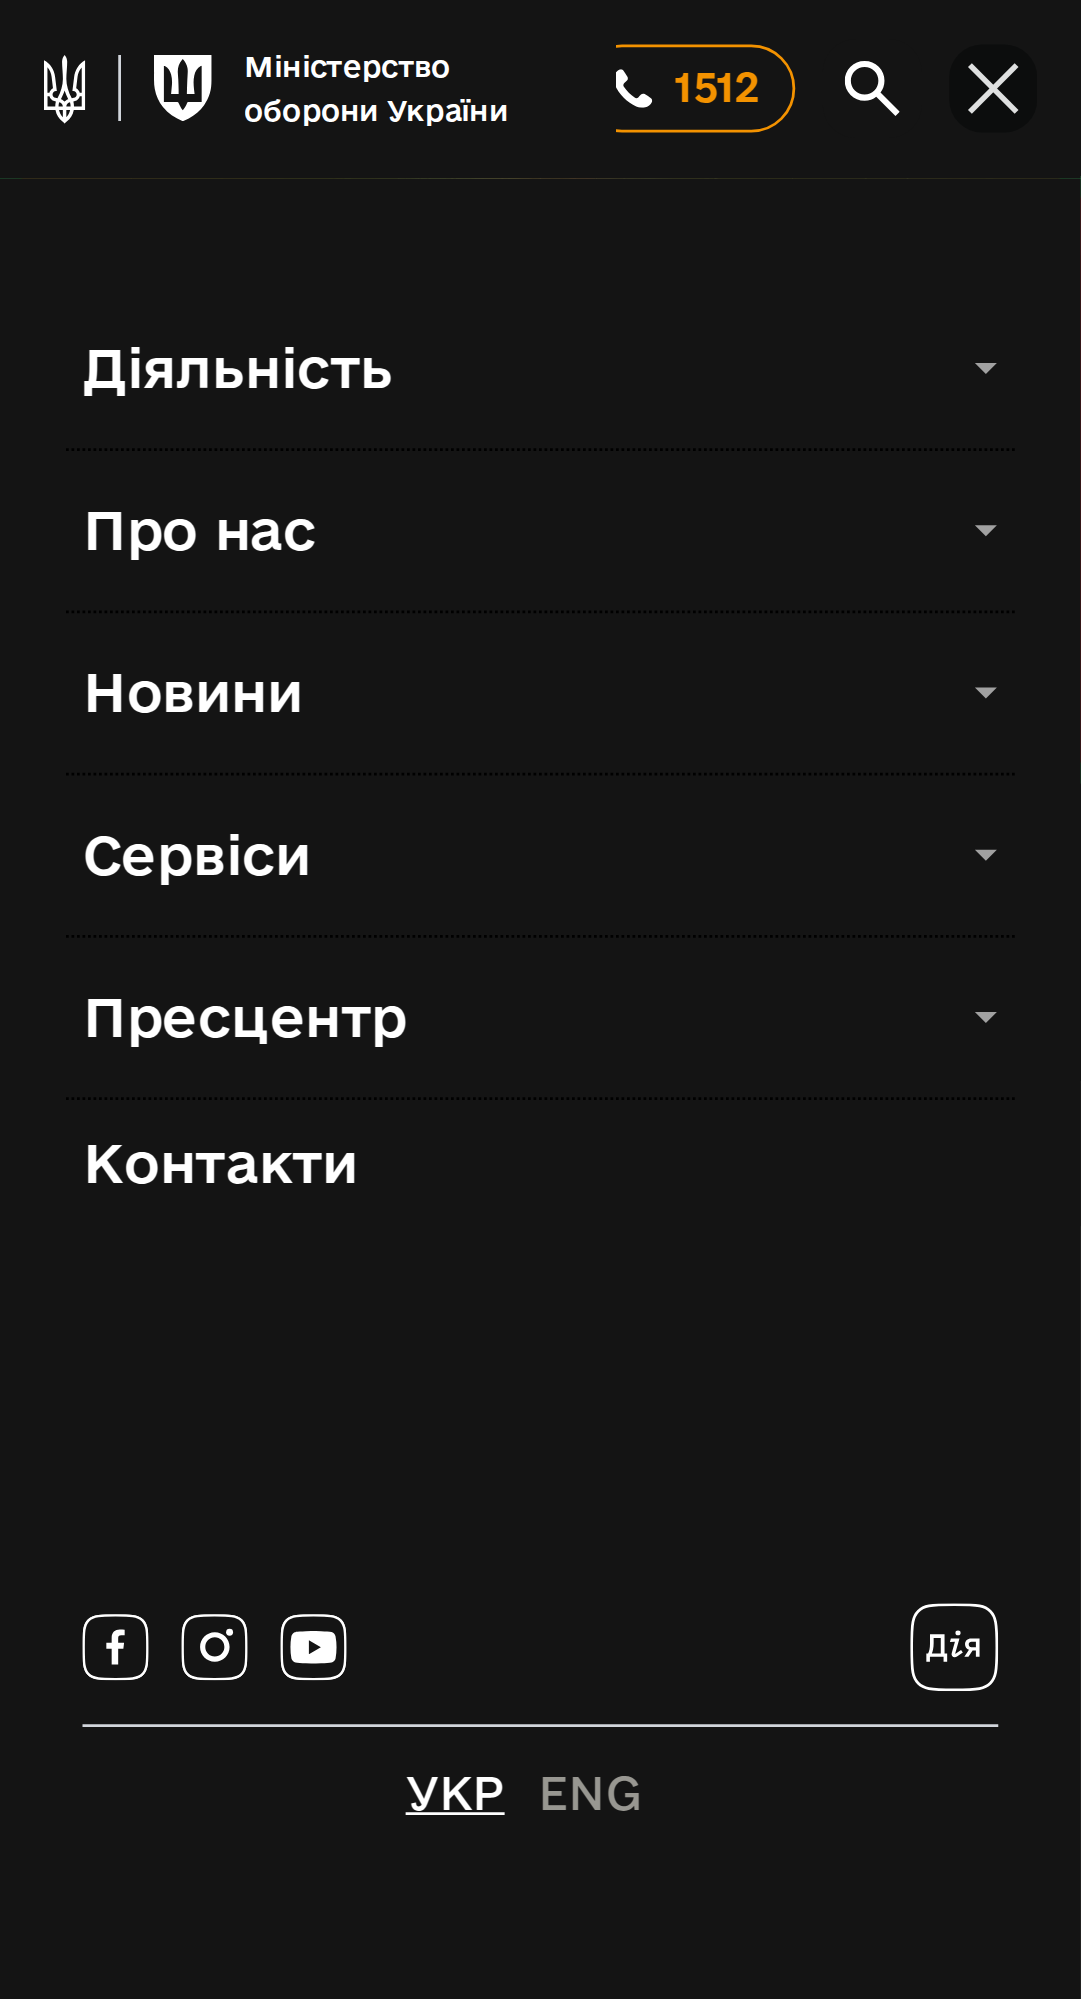 Міністерство
оборони України
1512
Діяльність
Про нас
Новини
Сервіси
Пресцентр
Контакти
Дія
УКР ENG